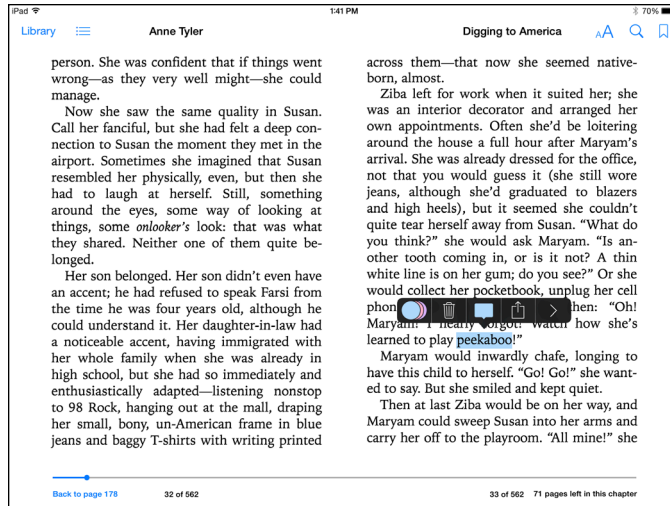 iPad
1:41 PM
70%
Library
Anne Tyler
Digging to America
AA
person. She was confident that if things went
wrong—as they very well might—she could
manage.
Now she saw the same quality in Susan.
Call her fanciful, but she had felt a deep con-
nection to Susan the moment they met in the
airport. Sometimes she imagined that Susan
resembled her physically, even, but then she
had to laugh at herself. Still, something
around the eyes, some way of looking at
things, some onlooker's look: that was what
they shared. Neither one of them quite be-
longed.
Her son belonged. Her son didn't even have
an accent; he had refused to speak Farsi from
the time he was four years old, although he
could understand it. Her daughter-in-law had
a noticeable accent, having immigrated with
her whole family when she was already in
high school, but she had so immediately and
enthusiastically adapted—listening nonstop
to 98 Rock, hanging out at the mall, draping
her small, bony, un-American frame in blue
jeans and baggy T-shirts with writing printed
across them—that now she seemed native-
born, almost.
Ziba left for work when it suited her; she
was an interior decorator and arranged her
own appointments. Often she'd be loitering
around the house a full hour after Maryam's
arrival. She was already dressed for the office,
not that you would guess it (she still wore
jeans, although she'd graduated to blazers
and high heels), but it seemed she couldn't
quite tear herself away from Susan. “What do
you think?” she would ask Maryam. “Is an-
other tooth coming in, or is it not? A thin
white line is on her gum; do you see?” Or she
would collect her pocketbook, unplug her cell
phon then: “Oh!
Maryam! I nearly forgot! Watch how she's
learned to play peekaboo!”
Maryam would inwardly chafe, longing to
have this child to herself. “Go! Go!” she want-
ed to say. But she smiled and kept quiet.
Then at last Ziba would be on her way, and
Maryam could sweep Susan into her arms and
carry her off to the playroom. “All mine!” she
Back to page 178
32 of 562
33 of 562
71 pages left in this chapter